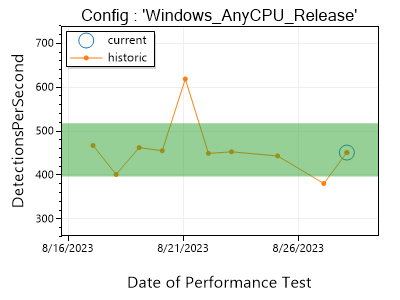 Config : 'Windows_AnyCPU_Release'
current
historic
DetectionsPerSecond
700
600
500
400
300
8/16/2023 8/21/2023 8/26/2023
Date of Performance Test